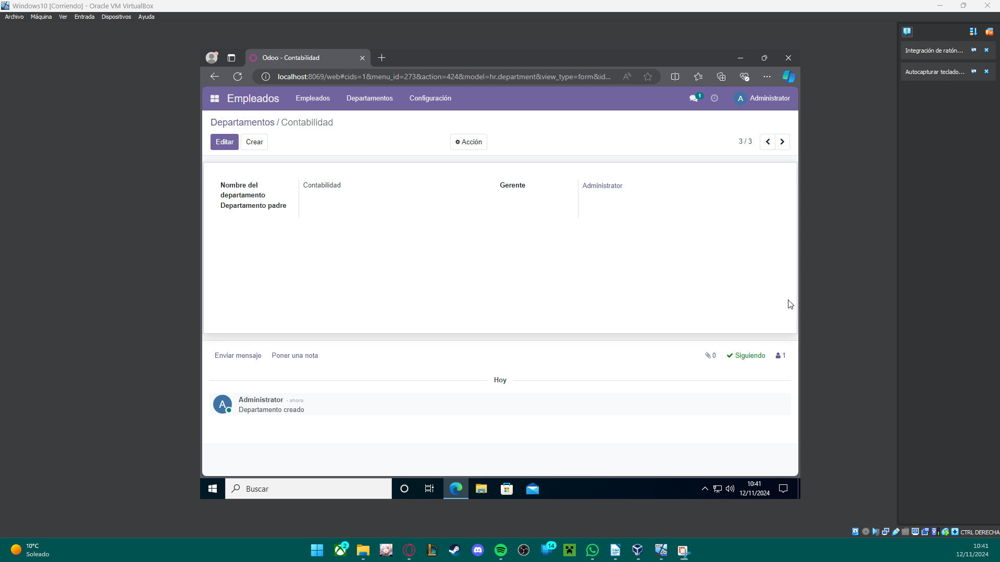 Windows10 [Corriendo] - Oracle VM VirtualBox
Archivo Máquina Ver Entrada Dispositivos Ayuda
Integración de ratón...
Autocapturar teclado...
Odoo - Contabilidad
localhost:8069/web#cids=1&menu_id=273&action=424&model=hr.department&view_type=form&id...
Empleados Empleados Departamentos Configuración 1 A Administrator
Departamentos / Contabilidad
Editar Crear Acción 3 / 3
Nombre del departamento Contabilidad Gerente Administrator
Departamento padre
Enviar mensaje Poner una nota 0 Siguiendo 1
Hoy
A Administrator - ahora
Departamento creado
Buscar
10:41
12/11/2024
CTRL DERECHA
10°C
Soleado
2
14
10:41
12/11/2024